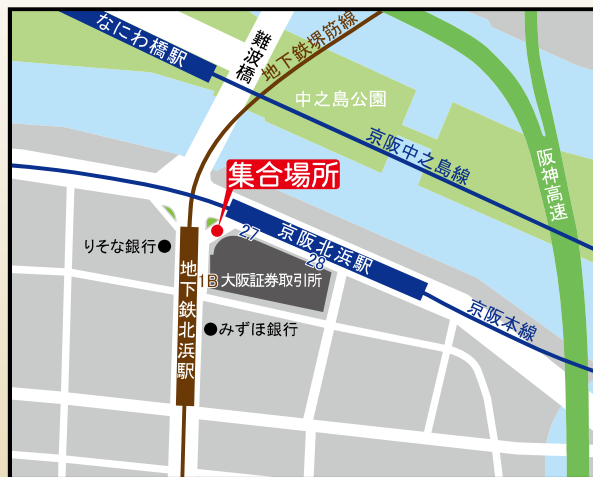 なにわ橋駅
難波橋
地下鉄堺筋線
中之島公園
京阪中之島線
阪神高速
集合場所
りそな銀行
27
京阪北浜駅
28
地下鉄北浜駅
1B
大阪証券取引所
京阪本線
みずほ銀行